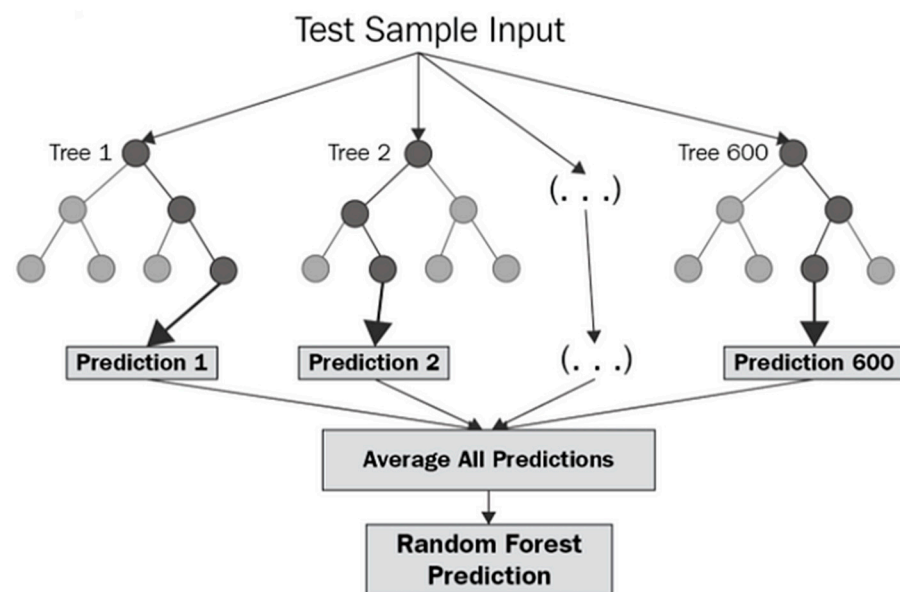 Test Sample Input
Tree 1
Tree 2
Tree 600
(. . .)
(. . .)
Prediction 1
Prediction 2
Prediction 600
Average All Predictions
Random Forest
Prediction